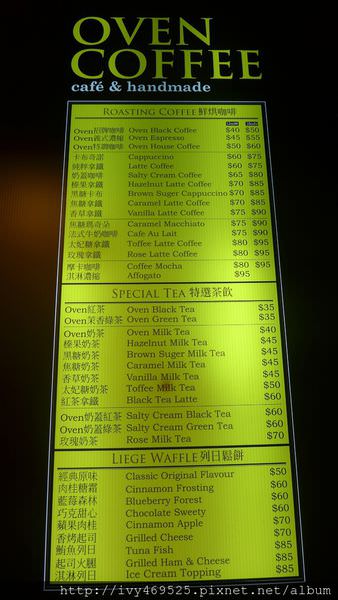 OVEN
COFFEE
café & handmade
ROASTING COFFEE 鮮烘咖啡
Oven招牌咖啡 Oven Black Coffee $40 $50
Oven義式濃縮 Oven Espresso $45 $55
Oven特調咖啡 Oven House Coffee $50 $60
卡布奇諾 Cappuccino $60 $75
純粹拿鐵 Latte Coffee $60 $75
奶蓋咖啡 Salty Cream Coffee $65 $80
榛果拿鐵 Hazelnut Latte Coffee $70 $85
黑糖卡布 Brown Suger Cappuccino $70 $85
焦糖拿鐵 Caramel Latte Coffee $70 $85
香草拿鐵 Vanilla Latte Coffee $75 $90
焦糖瑪奇朵 Caramel Macchiato $75 $90
法式牛奶咖啡 Cafe Au Lait $75 $90
太妃糖拿鐵 Toffee Latte Coffee $80 $95
玫瑰拿鐵 Rose Latte Coffee $80 $95
摩卡咖啡 Coffee Mocha $80 $95
淇淋濃縮 Affogato $95
SPECIAL TEA 特選茶飲
Oven紅茶 Oven Black Tea $35
Oven茉香綠茶 Oven Green Tea $35
Oven奶茶 Oven Milk Tea $40
榛果奶茶 Hazelnut Milk Tea $45
黑糖奶茶 Brown Suger Milk Tea $45
焦糖奶茶 Caramel Milk Tea $45
香草奶茶 Vanilla Milk Tea $45
太妃糖奶茶 Toffee Milk Tea $50
紅茶拿鐵 Black Tea Latte $60
Oven奶蓋紅茶 Salty Cream Black Tea $60
Oven奶蓋綠茶 Salty Cream Green Tea $60
玫瑰奶茶 Rose Milk Tea $70
LIEGE WAFFLE 列日鬆餅
經典原味 Classic Original Flavour $50
肉桂糖霜 Cinnamon Frosting $60
藍莓森林 Blueberry Forest $60
巧克甜心 Chocolate Sweety $60
蘋果肉桂 Cinnamon Apple $70
香烤起司 Grilled Cheese $70
鮪魚列日 Tuna Fish $85
起司火腿 Grilled Ham & Cheese $85
淇淋列日 Ice Cream Topping $85
http://ivy469525.pixnet.net/album